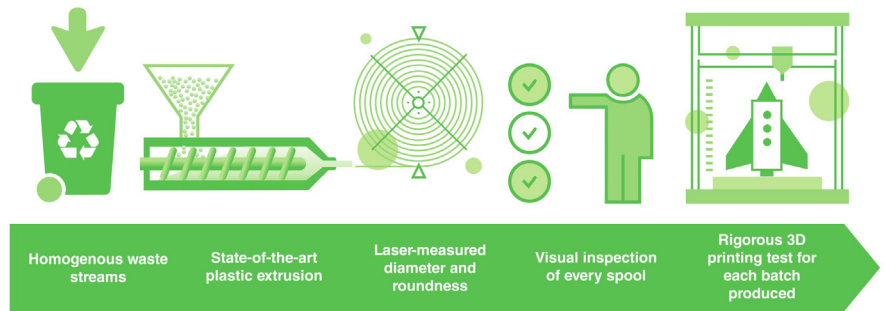 Homogenous waste
streams
State-of-the-art
plastic extrusion
Laser-measured
diameter and
roundness
Visual inspection
of every spool
Rigorous 3D
printing test for
each batch
produced